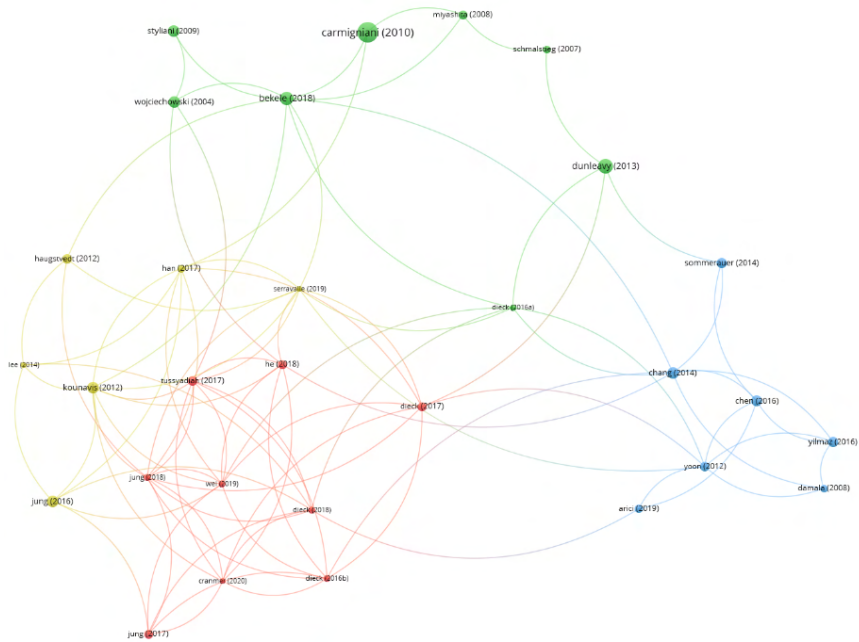 miyashita (2008)
styliani (2009)
carmigniani (2010)
schmalstieg (2007)
wojciechowski (2004)
bekele (2018)
dunleavy (2013)
haugstvedt (2012)
han (2017)
sommerauer (2014)
serravalle (2019)
dieck (2016a)
lee (2014)
he (2018)
chang (2014)
kounavis (2012)
tussyadiah (2017)
dieck (2017)
chen (2016)
yilmaz (2016)
yoon (2012)
jung (2018)
wei (2019)
damala (2008)
jung (2016)
dieck (2018)
anci (2019)
cranmer (2020)
dieck (2016b)
jung (2017)